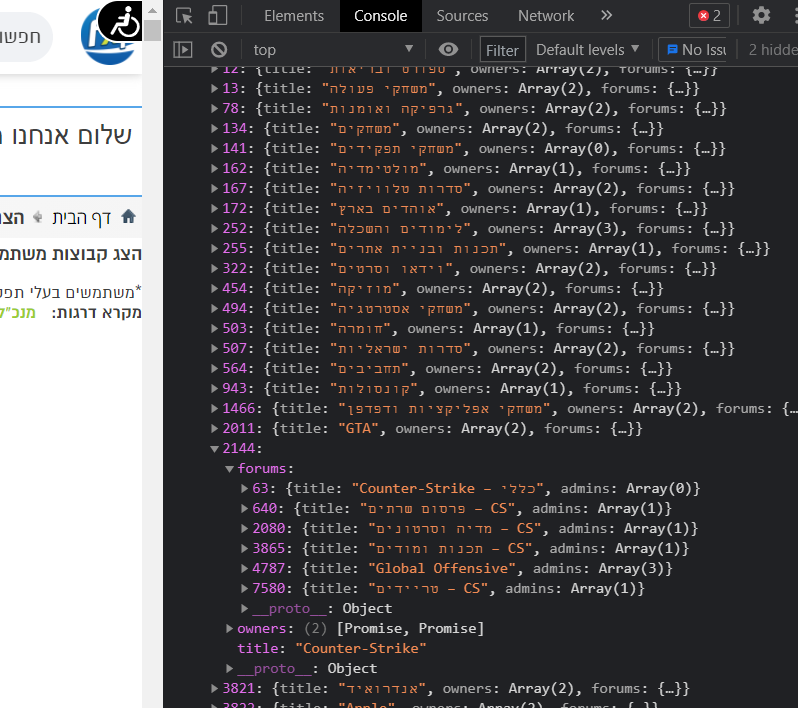 Elements Console Sources Network » 2
top Filter Default levels ▼ No Issu 2 hidde
חפשו
שלום אנחנו
דף הבית הצג
הצג קבוצות משתמ
*משתמשים בעלי תפק
מקרא דרגות: מנכ"ל
12: {title: "ספורט ובריאות", owners: Array(2), forums: {…}}
13: {title: "משחקי פעולה", owners: Array(2), forums: {…}}
78: {title: "גרפיקה ואומנות", owners: Array(2), forums: {…}}
134: {title: "משחקים", owners: Array(2), forums: {…}}
141: {title: "משחקי תפקידים", owners: Array(0), forums: {…}}
162: {title: "מולטימדיה", owners: Array(1), forums: {…}}
167: {title: "סדרות טלוויזיה", owners: Array(2), forums: {…}}
172: {title: "אוהדים בארץ", owners: Array(1), forums: {…}}
252: {title: "לימודים והשכלה", owners: Array(3), forums: {…}}
255: {title: "תכנות ובניית אתרים", owners: Array(1), forums: {…}}
322: {title: "וידאו וסרטים", owners: Array(2), forums: {…}}
454: {title: "מוזיקה", owners: Array(2), forums: {…}}
494: {title: "משחקי אסטרטגיה", owners: Array(2), forums: {…}}
503: {title: "חומרה", owners: Array(1), forums: {…}}
507: {title: "סדרות ישראליות", owners: Array(2), forums: {…}}
564: {title: "תחביבים", owners: Array(2), forums: {…}}
943: {title: "קונסולות", owners: Array(1), forums: {…}}
1466: {title: "משחקי אפליקציות ודפדפן", owners: Array(2), forums: {…
2011: {title: "GTA", owners: Array(2), forums: {…}}
2144:
forums:
63: {title: "Counter-Strike – כללי", admins: Array(0)}
640: {title: "פרסום שרתים – CS", admins: Array(1)}
2080: {title: "מדיה וסרטונים – CS", admins: Array(1)}
3865: {title: "תכנות ומודים – CS", admins: Array(1)}
4787: {title: "Global Offensive", admins: Array(3)}
7580: {title: "טריידים – CS", admins: Array(1)}
__proto__: Object
owners: (2) [Promise, Promise]
title: "Counter-Strike"
__proto__: Object
3821: {title: "אנדרואיד", owners: Array(2), forums: {…}}
3822: {title: "Apple", owners: Array(2), forums: {…}}